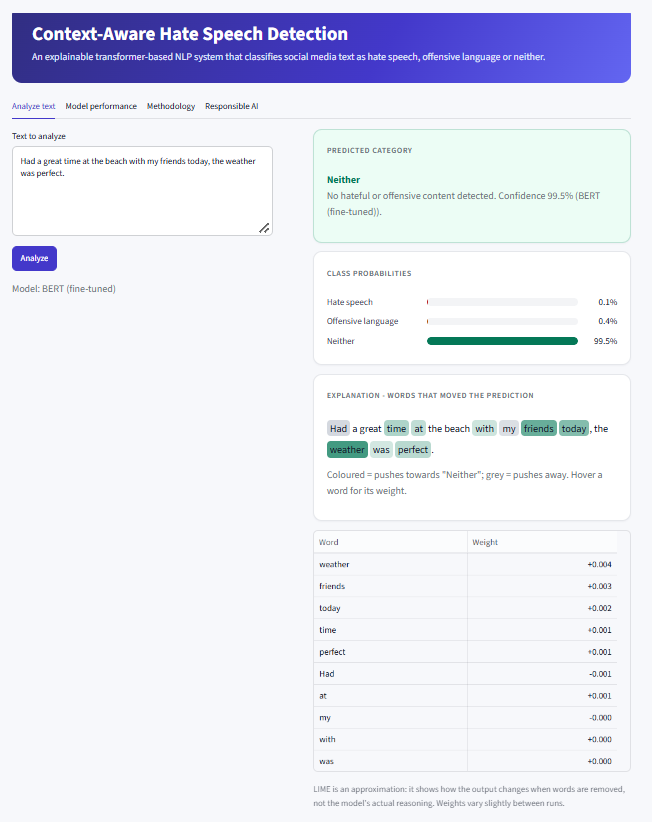 Context-Aware Hate Speech Detection
An explainable transformer-based NLP system that classifies social media text as hate speech, offensive language or neither.
Analyze text Model performance Methodology Responsible AI
Text to analyze
Had a great time at the beach with my friends today, the weather
was perfect.
Analyze
Model: BERT (fine-tuned)
PREDICTED CATEGORY
Neither
No hateful or offensive content detected. Confidence 99.5% (BERT
(fine-tuned)).
CLASS PROBABILITIES
Hate speech 0.1%
Offensive language 0.4%
Neither 99.5%
EXPLANATION - WORDS THAT MOVED THE PREDICTION
Had a great time at the beach with my friends today, the
weather was perfect.
Coloured = pushes towards "Neither"; grey = pushes away. Hover a
word for its weight.
Word Weight
weather +0.004
friends +0.003
today +0.002
time +0.001
perfect +0.001
Had -0.001
at +0.001
my -0.000
with +0.000
was +0.000
LIME is an approximation: it shows how the output changes when words are removed,
not the model's actual reasoning. Weights vary slightly between runs.